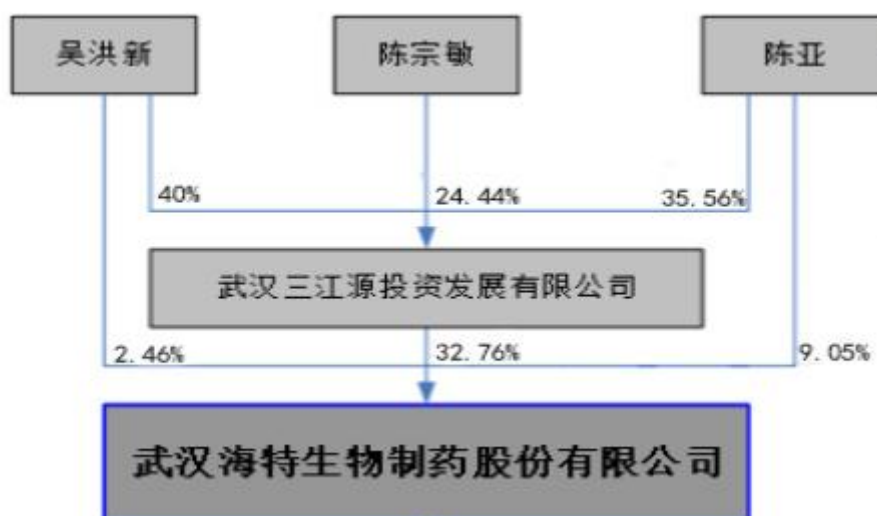 吴洪新
陈宗敏
陈亚
40%
24.44%
35.56%
武汉三江源投资发展有限公司
2.46%
32.76%
9.05%
武汉海特生物制药股份有限公司